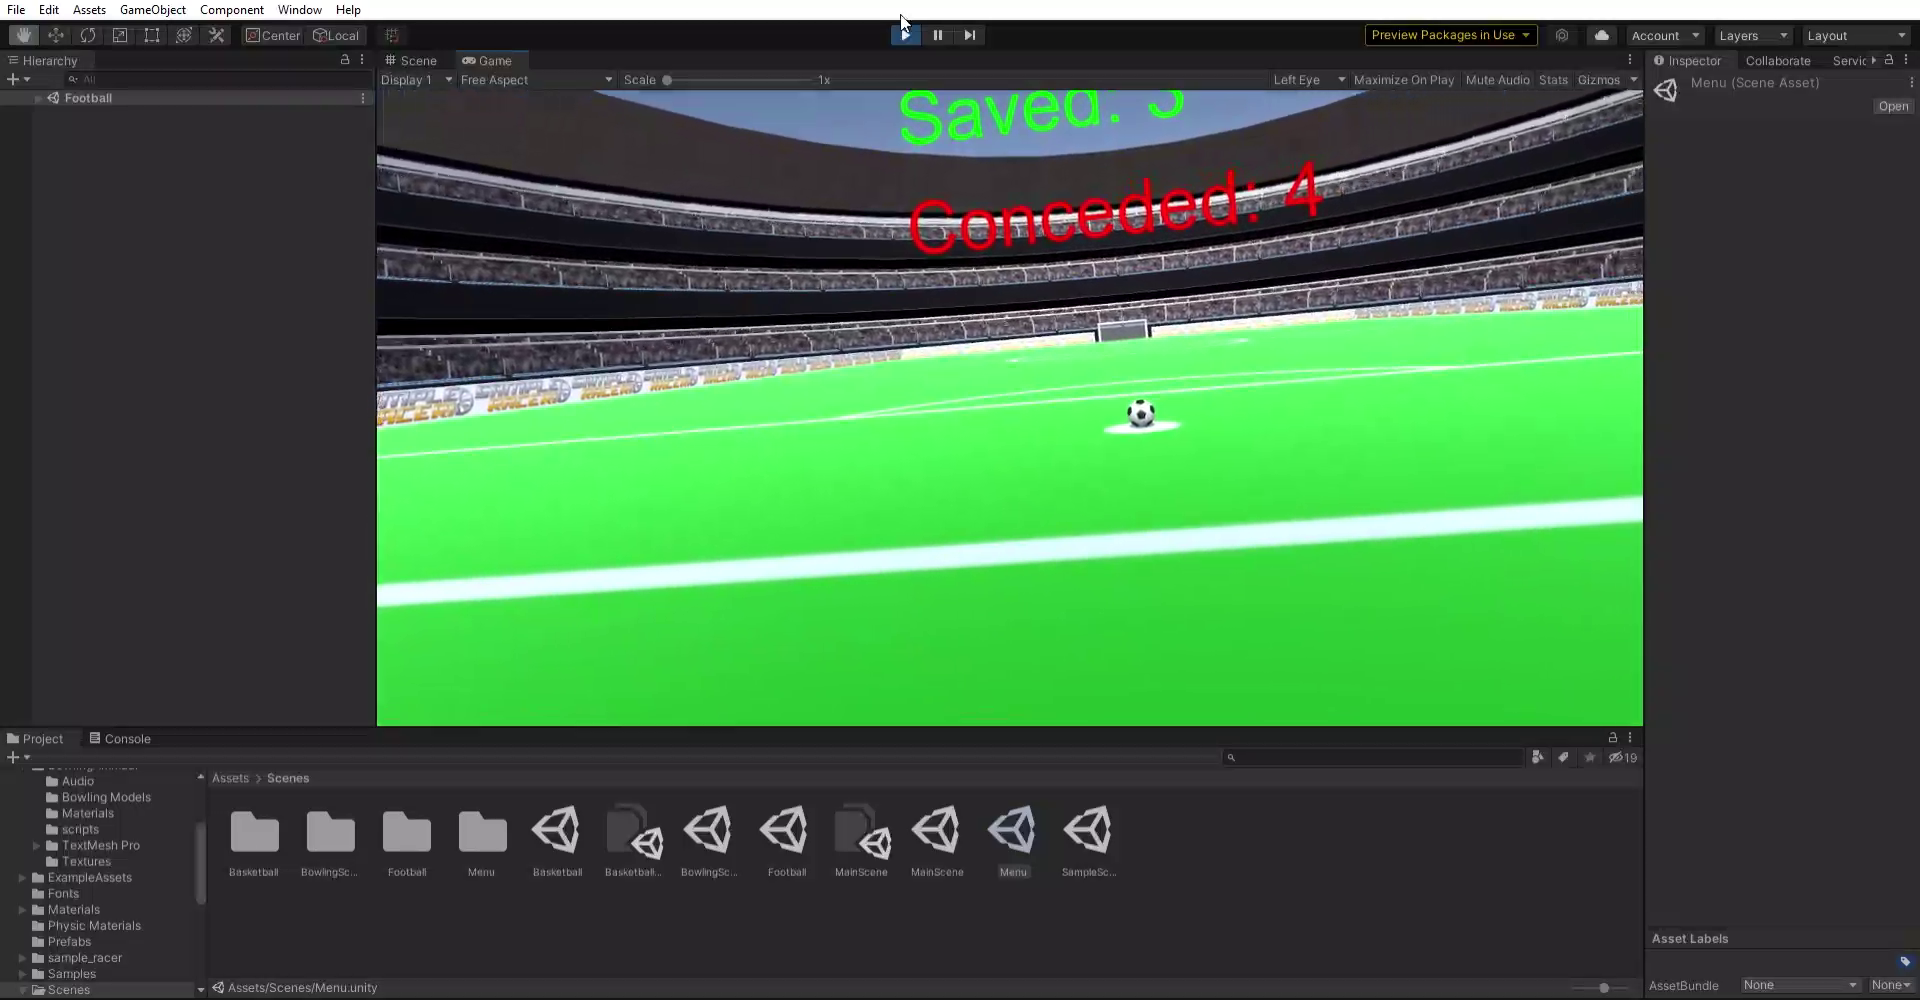 File Edit Assets GameObject Component Window Help
Center Local Preview Packages in Use Account Layers Layout
Hierarchy Scene Game Inspector Collaborate Servic
All Display 1 Free Aspect Scale 1x Left Eye Maximize On Play Mute Audio Stats Gizmos
Football
Menu (Scene Asset)
Open
Saved: 3
Conceded: 4
SIMPLE
RACER
Project Console
19
Audio
Bowling Models
Materials
scripts
TextMesh Pro
Textures
ExampleAssets
Fonts
Materials
Physic Materials
Prefabs
sample_racer
Samples
Scenes
Assets > Scenes
Basketball BowlingSc... Football Menu Basketball Basketball... BowlingSc... Football MainScene MainScene Menu SampleSc...
Assets/Scenes/Menu.unity
Asset Labels
AssetBundle None None